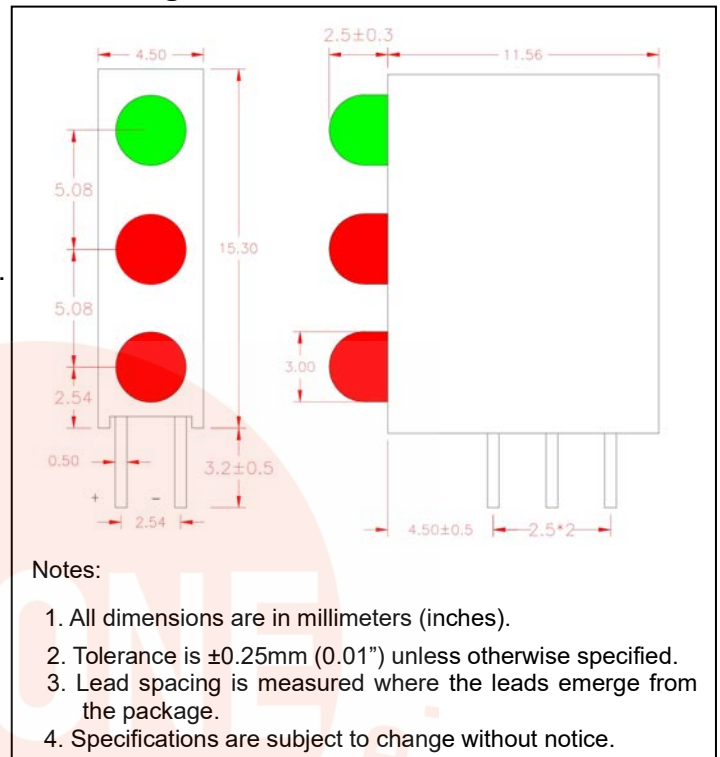 4.50
2.5±0.3
11.56
5.08
15.30
5.08
3.00
2.54
0.50
3.2±0.5
+ −
2.54
4.50±0.5
2.5*2
Notes:
1. All dimensions are in millimeters (inches).
2. Tolerance is ±0.25mm (0.01”) unless otherwise specified.
3. Lead spacing is measured where the leads emerge from
the package.
4. Specifications are subject to change without notice.
ONE